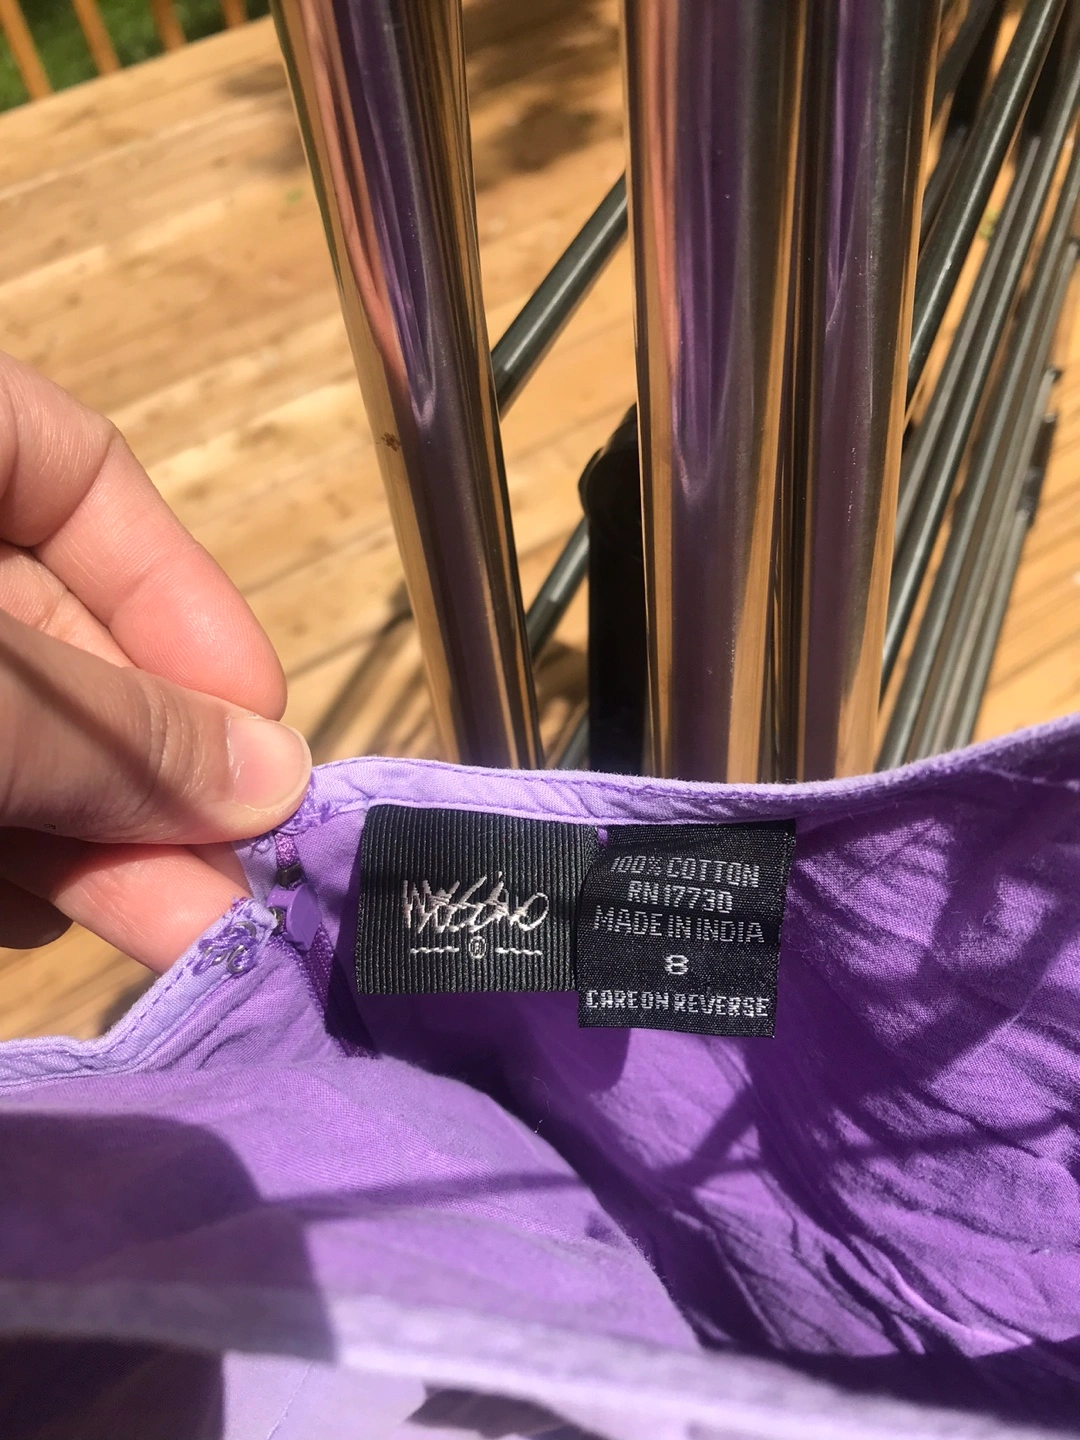 Mossimo
®
100% COTTON
RN17730
MADE IN INDIA
8
CARE ON REVERSE